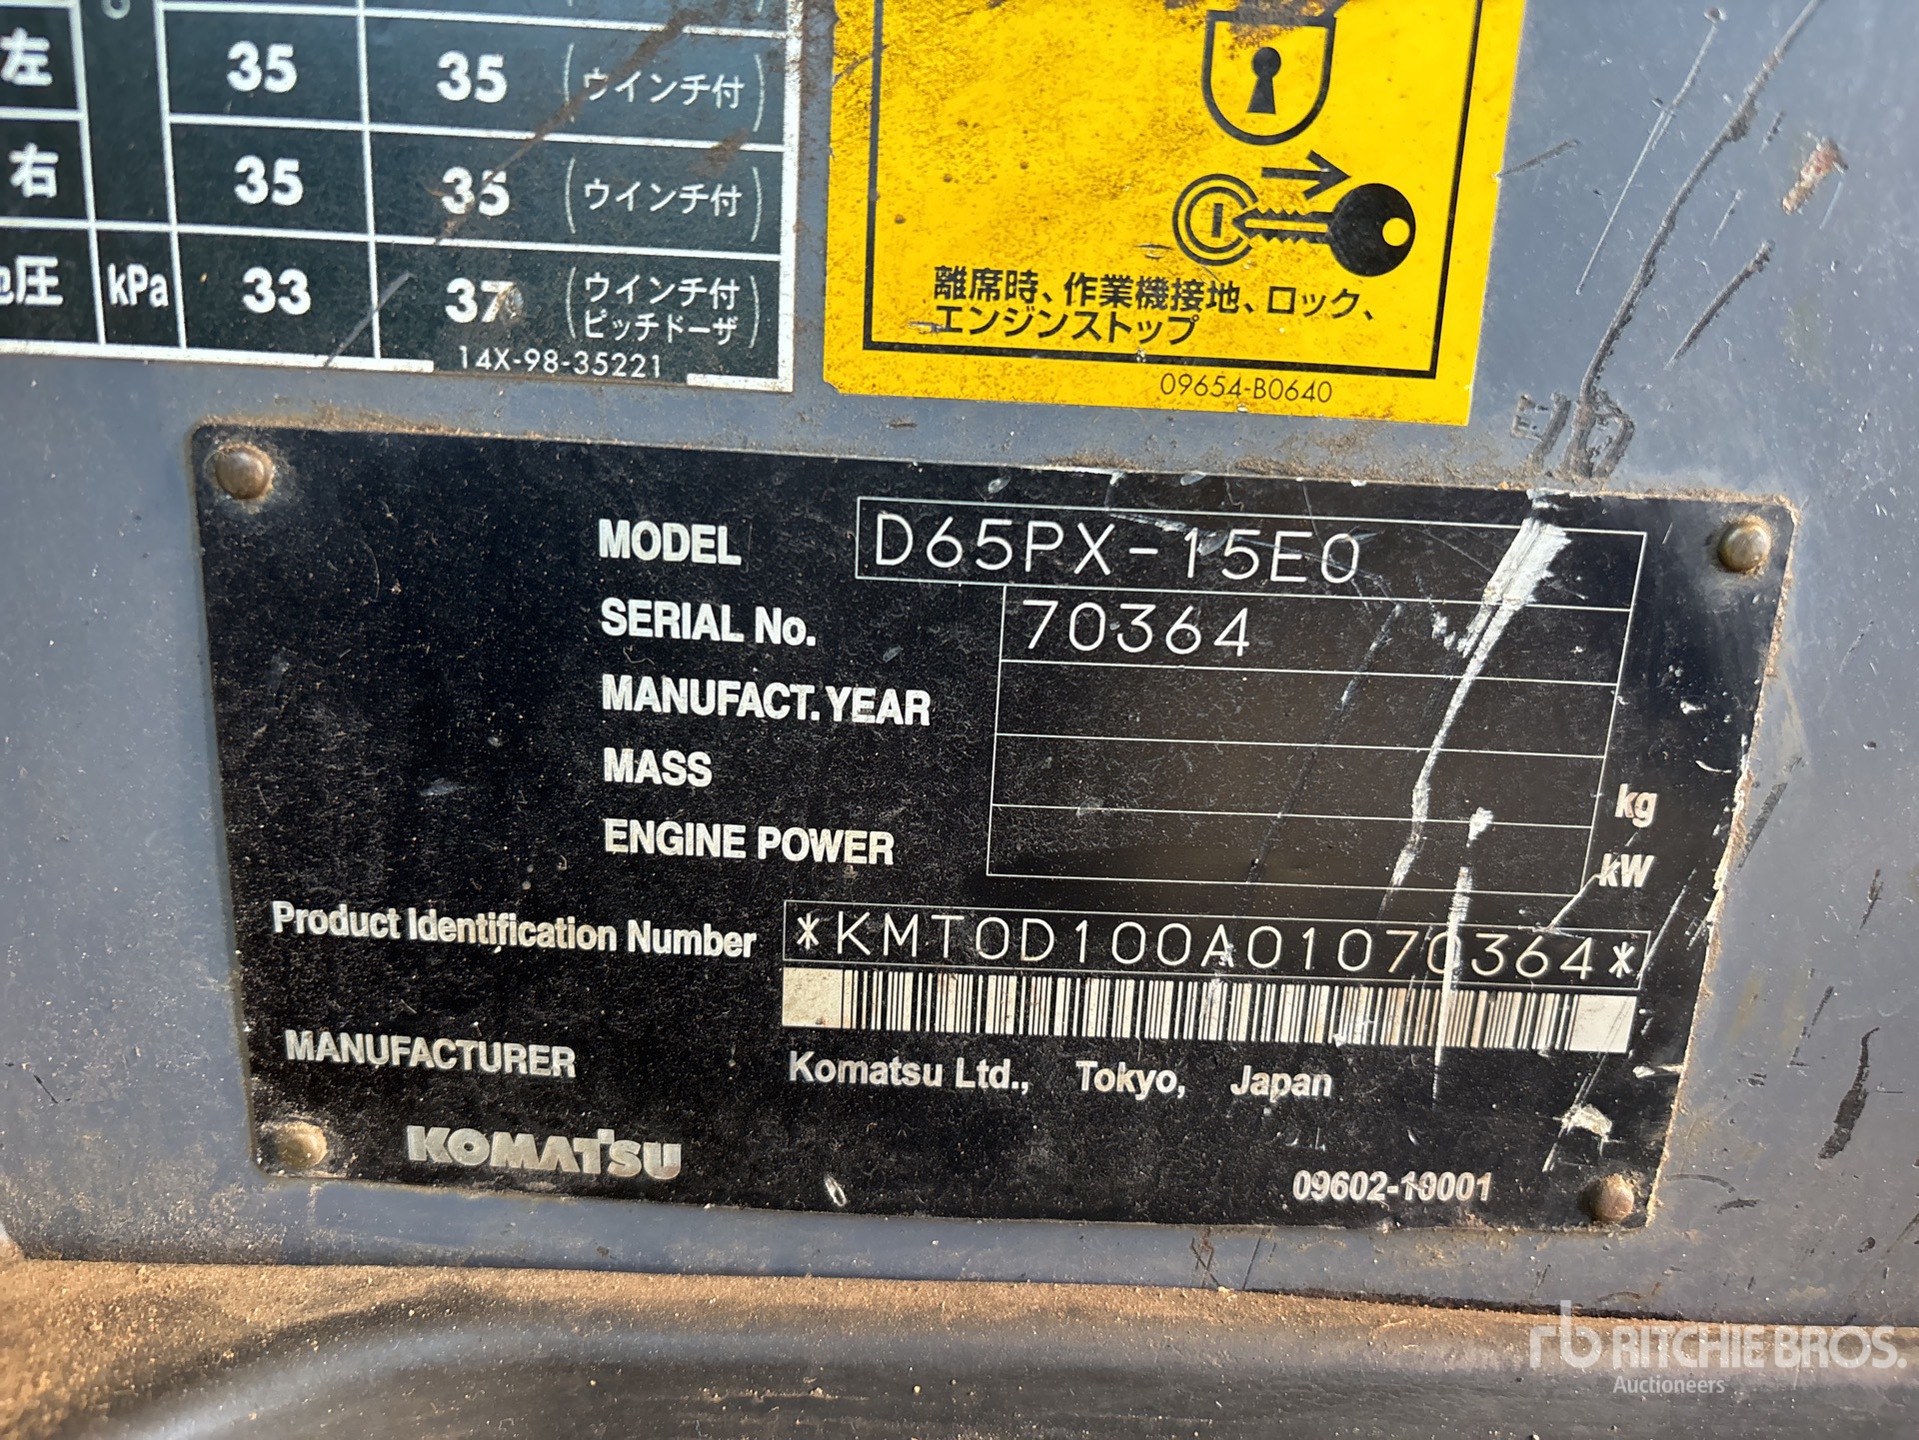 左 35 35 (ウインチ付)
右 35 35 (ウインチ付)
圧 kPa 33 37 (ウインチ付
ピッチドーザ)
14X-98-35221
離席時、作業機接地、ロック、
エンジンストップ
09654-B0640
MODEL D65PX-15E0
SERIAL No. 70364
MANUFACT. YEAR
MASS kg
ENGINE POWER kW
Product Identification Number *KMT0D100A01070364*
MANUFACTURER Komatsu Ltd., Tokyo, Japan
KOMATSU
09602-10001
rb RITCHIE BROS.
Auctioneers